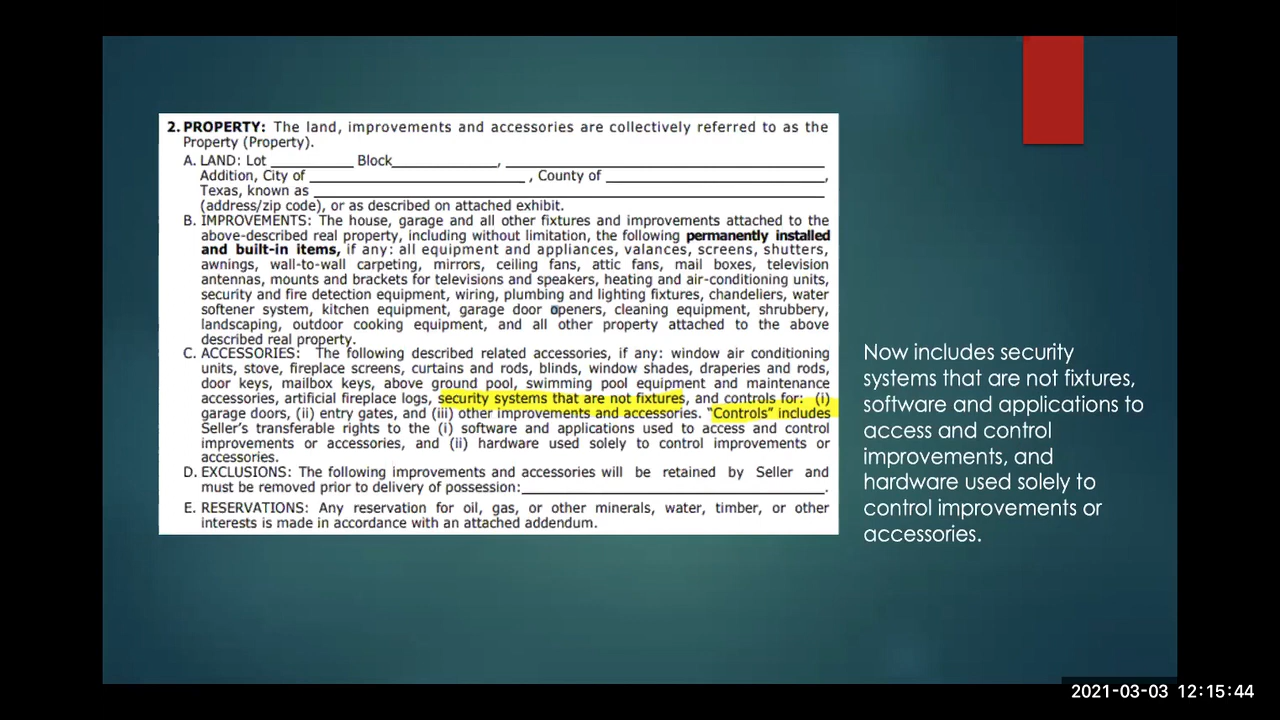 2. PROPERTY: The land, improvements and accessories are collectively referred to as the
Property (Property).
A. LAND: Lot ____________ Block________________, ________________________________________________
Addition, City of ________________________________ , County of ________________________________,
Texas, known as ________________________________________________________________
(address/zip code), or as described on attached exhibit.
B. IMPROVEMENTS: The house, garage and all other fixtures and improvements attached to the
above-described real property, including without limitation, the following permanently installed
and built-in items, if any: all equipment and appliances, valances, screens, shutters,
awnings, wall-to-wall carpeting, mirrors, ceiling fans, attic fans, mail boxes, television
antennas, mounts and brackets for televisions and speakers, heating and air-conditioning units,
security and fire detection equipment, wiring, plumbing and lighting fixtures, chandeliers, water
softener system, kitchen equipment, garage door openers, cleaning equipment, shrubbery,
landscaping, outdoor cooking equipment, and all other property attached to the above
described real property.
C. ACCESSORIES: The following described related accessories, if any: window air conditioning
units, stove, fireplace screens, curtains and rods, blinds, window shades, draperies and rods,
door keys, mailbox keys, above ground pool, swimming pool equipment and maintenance
accessories, artificial fireplace logs, security systems that are not fixtures, and controls for: (i)
garage doors, (ii) entry gates, and (iii) other improvements and accessories. “Controls” includes
Seller’s transferable rights to the (i) software and applications used to access and control
improvements or accessories, and (ii) hardware used solely to control improvements or
accessories.
D. EXCLUSIONS: The following improvements and accessories will be retained by Seller and
must be removed prior to delivery of possession:________________________________________________.
E. RESERVATIONS: Any reservation for oil, gas, or other minerals, water, timber, or other
interests is made in accordance with an attached addendum.
Now includes security
systems that are not fixtures,
software and applications to
access and control
improvements, and
hardware used solely to
control improvements or
accessories.
2021-03-03 12:15:44